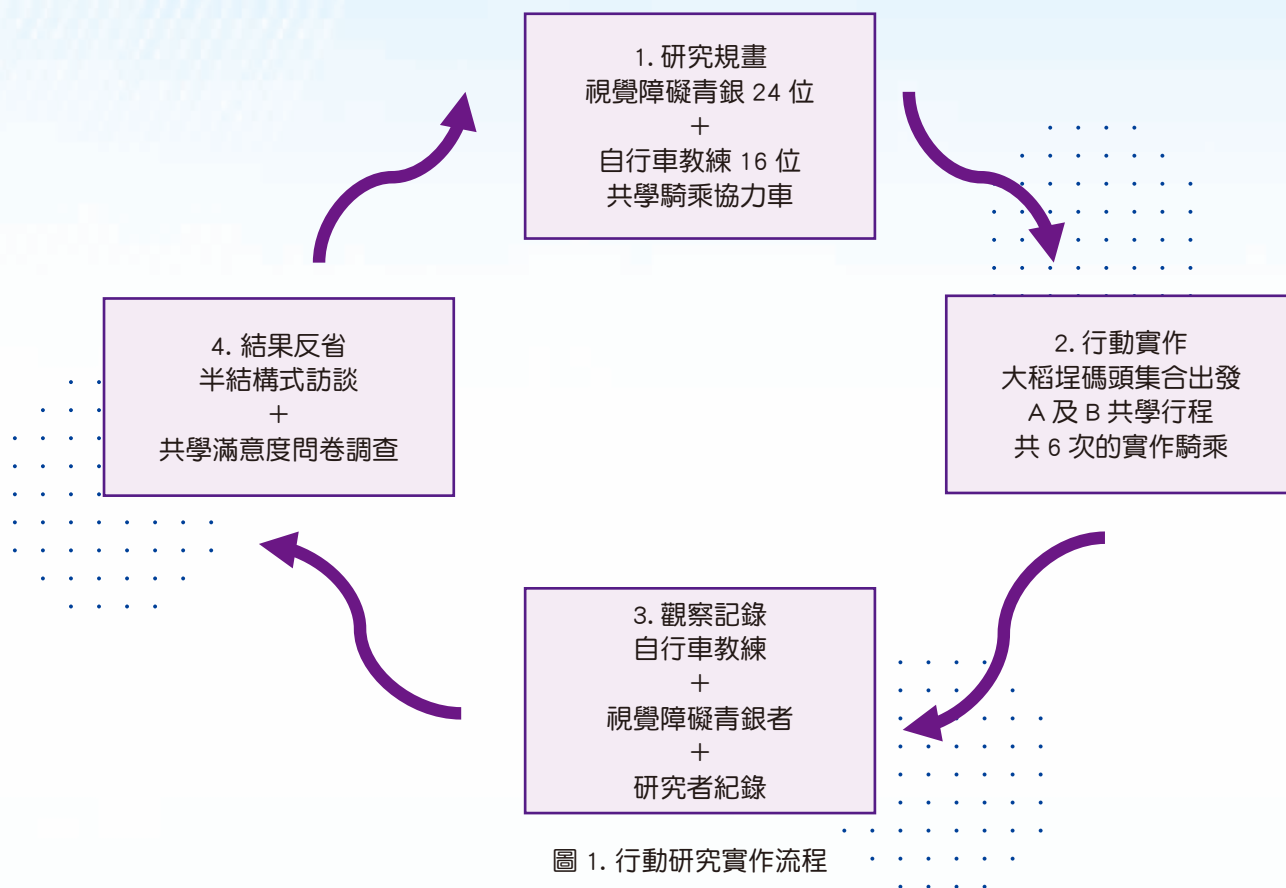 1. 研究規畫
視覺障礙青銀 24 位
+
自行車教練 16 位
共學騎乘協力車
2. 行動實作
大稻埕碼頭集合出發
A 及 B 共學行程
共 6 次的實作騎乘
3. 觀察記錄
自行車教練
+
視覺障礙青銀者
+
研究者紀錄
4. 結果反省
半結構式訪談
+
共學滿意度問卷調查
圖 1. 行動研究實作流程